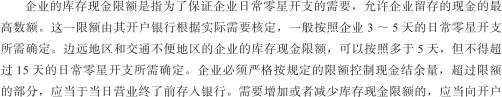 企业的库存现金限额是指为了保证企业日常零星开支的需要，允许企业留存的现金的最
高数额。这一限额由其开户银行根据实际需要核定，一般按照企业 3 ～ 5 天的日常零星开支
所需确定。边远地区和交通不便地区的企业的库存现金限额，可以按照多于 5 天，但不得超
过 15 天的日常零星开支所需确定。企业必须严格按规定的限额控制现金结余量，超过限额
的部分，应当于当日营业终了前存入银行。需要增加或者减少库存现金限额的，应当向开户